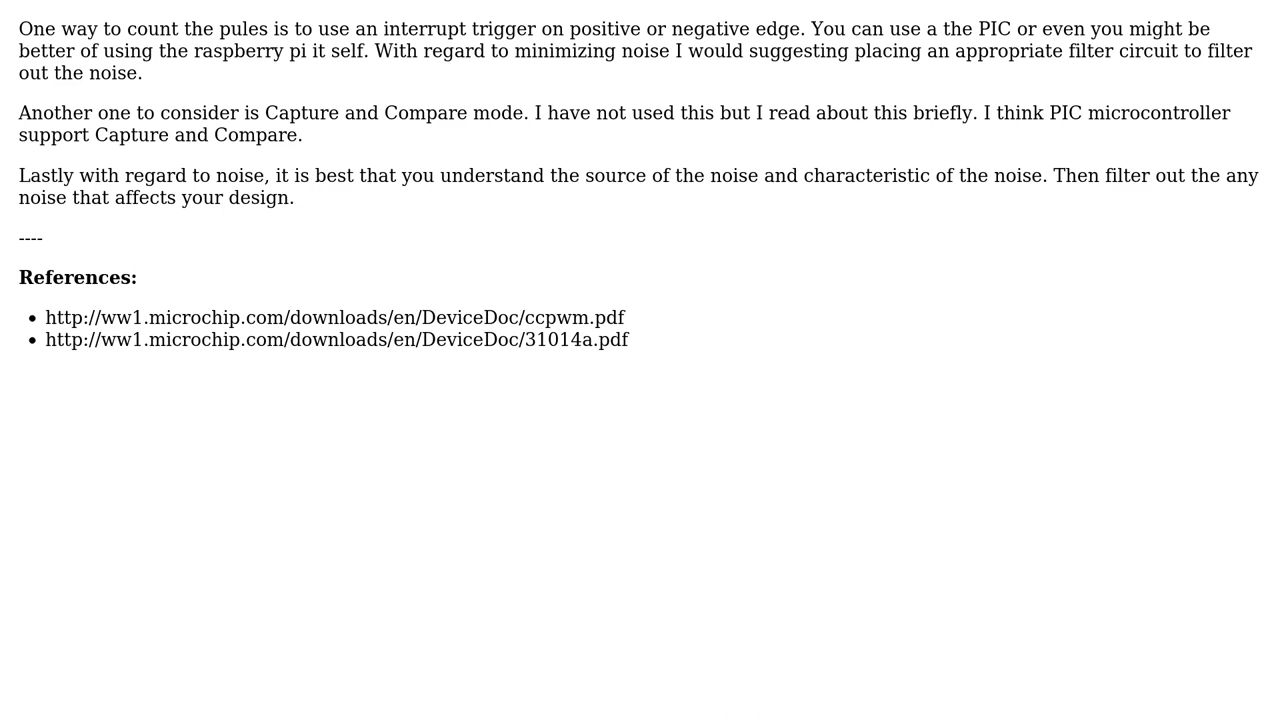 One way to count the pules is to use an interrupt trigger on positive or negative edge. You can use a the PIC or even you might be
better of using the raspberry pi it self. With regard to minimizing noise I would suggesting placing an appropriate filter circuit to filter
out the noise.
Another one to consider is Capture and Compare mode. I have not used this but I read about this briefly. I think PIC microcontroller
support Capture and Compare.
Lastly with regard to noise, it is best that you understand the source of the noise and characteristic of the noise. Then filter out the any
noise that affects your design.
----
References:
• http://ww1.microchip.com/downloads/en/DeviceDoc/ccpwm.pdf
• http://ww1.microchip.com/downloads/en/DeviceDoc/31014a.pdf